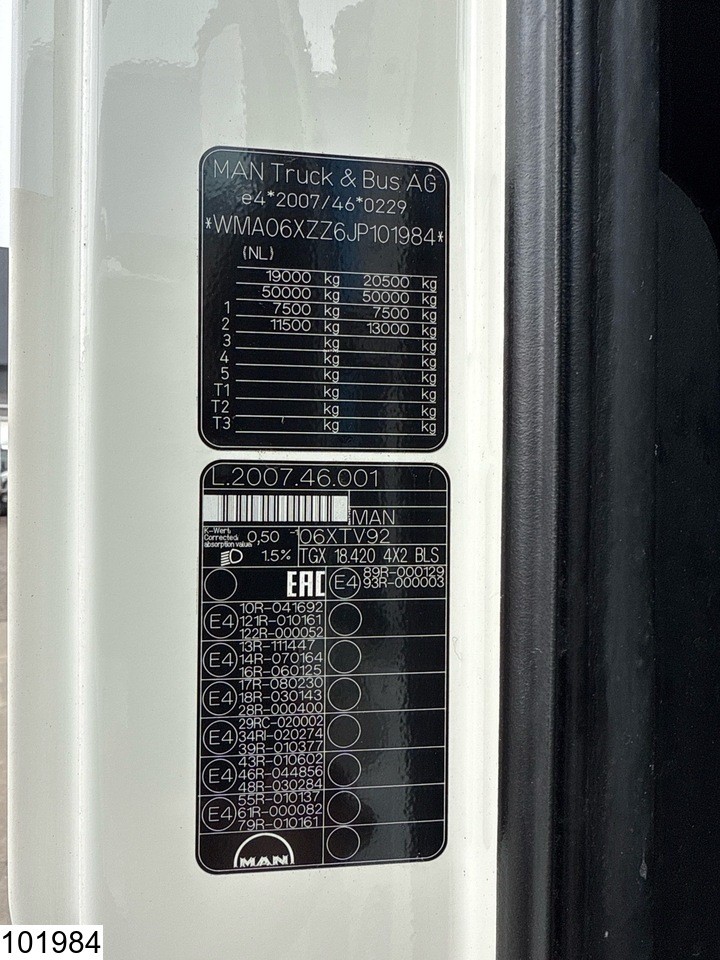 MAN Truck & Bus AG
e4*2007/46*0229
*WMA06XZZ6JP101984*
(NL)
19000 kg 20500 kg
50000 kg 50000 kg
1 7500 kg 7500 kg
2 11500 kg 13000 kg
3 kg kg
4 kg kg
5 kg kg
T1 kg kg
T2 kg kg
T3 kg kg
L.2007.46.001
MAN
K-Wert:
Corrected
absorption value:
0,50
06XTV92
1.5% TGX 18.420 4X2 BLS
EAC E4 89R-000129
93R-000003
10R-041692
E4 121R-010161
122R-000052
13R-111447
E4 14R-070164
16R-060125
17R-080230
E4 18R-030143
28R-000400
29RC-020002
E4 34RI-020274
39R-010377
43R-010602
E4 46R-044856
48R-030284
55R-010137
E4 61R-000082
79R-010161
MAN
101984